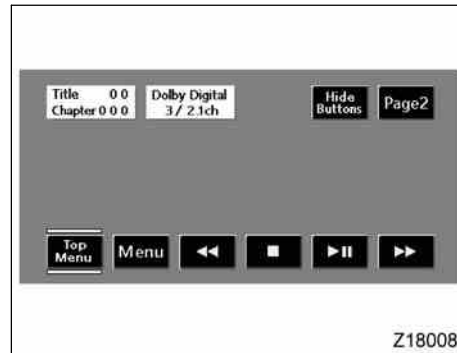 Title 0 0
Chapter 0 0 0
Dolby Digital
3 / 2.1ch
Hide
Buttons
Page2
Top
Menu
Menu
Z18008